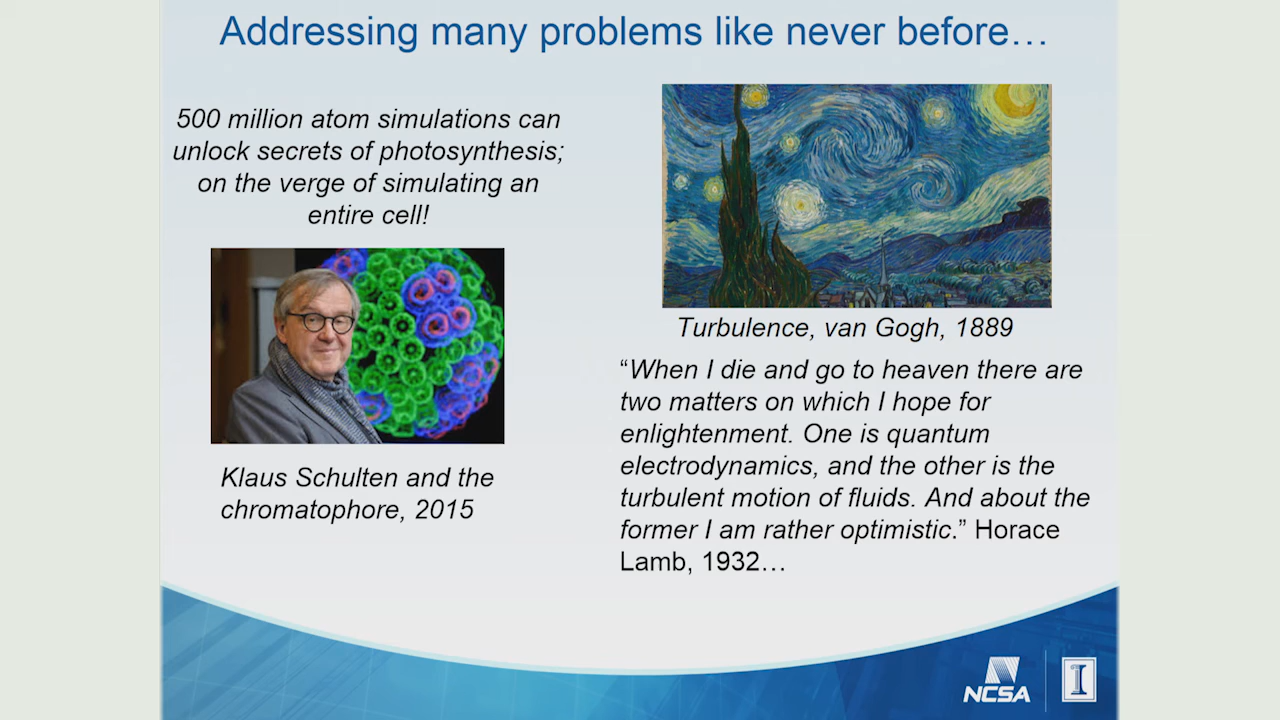 Addressing many problems like never before…
500 million atom simulations can
unlock secrets of photosynthesis;
on the verge of simulating an
entire cell!
Klaus Schulten and the
chromatophore, 2015
Turbulence, van Gogh, 1889
“When I die and go to heaven there are
two matters on which I hope for
enlightenment. One is quantum
electrodynamics, and the other is the
turbulent motion of fluids. And about the
former I am rather optimistic.” Horace
Lamb, 1932…
NCSA
I